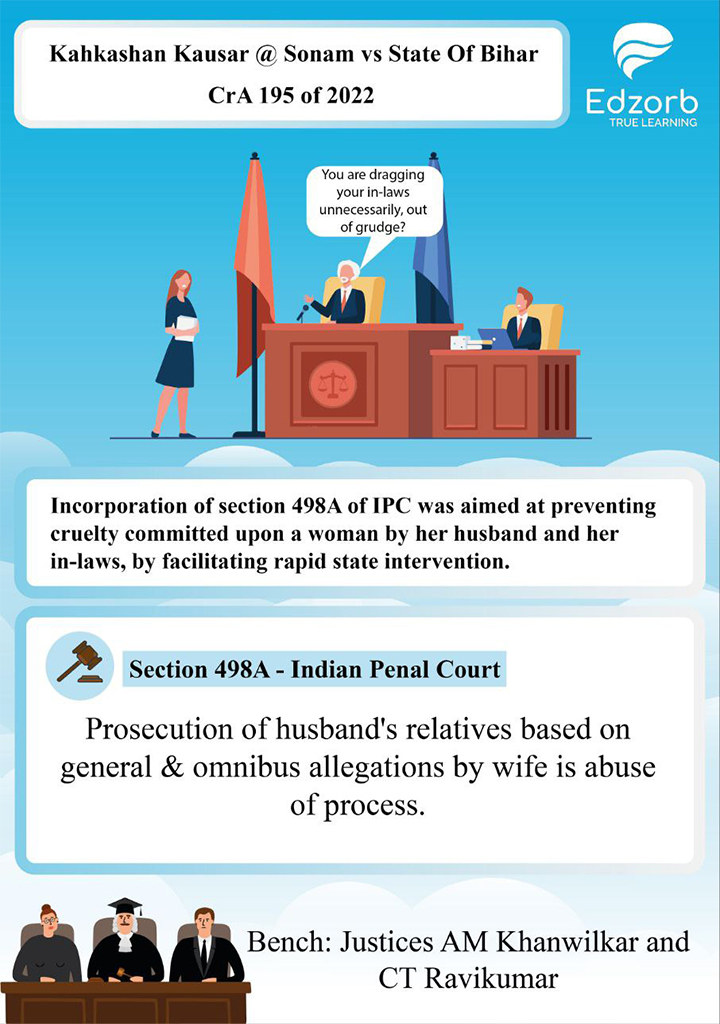 Kahkashan Kausar @ Sonam vs State Of Bihar
CrA 195 of 2022
Edzorb
TRUE LEARNING
You are dragging
your in-laws
unnecessarily, out
of grudge?
Incorporation of section 498A of IPC was aimed at preventing
cruelty committed upon a woman by her husband and her
in-laws, by facilitating rapid state intervention.
Section 498A - Indian Penal Court
Prosecution of husband's relatives based on
general & omnibus allegations by wife is abuse
of process.
Bench: Justices AM Khanwilkar and
CT Ravikumar